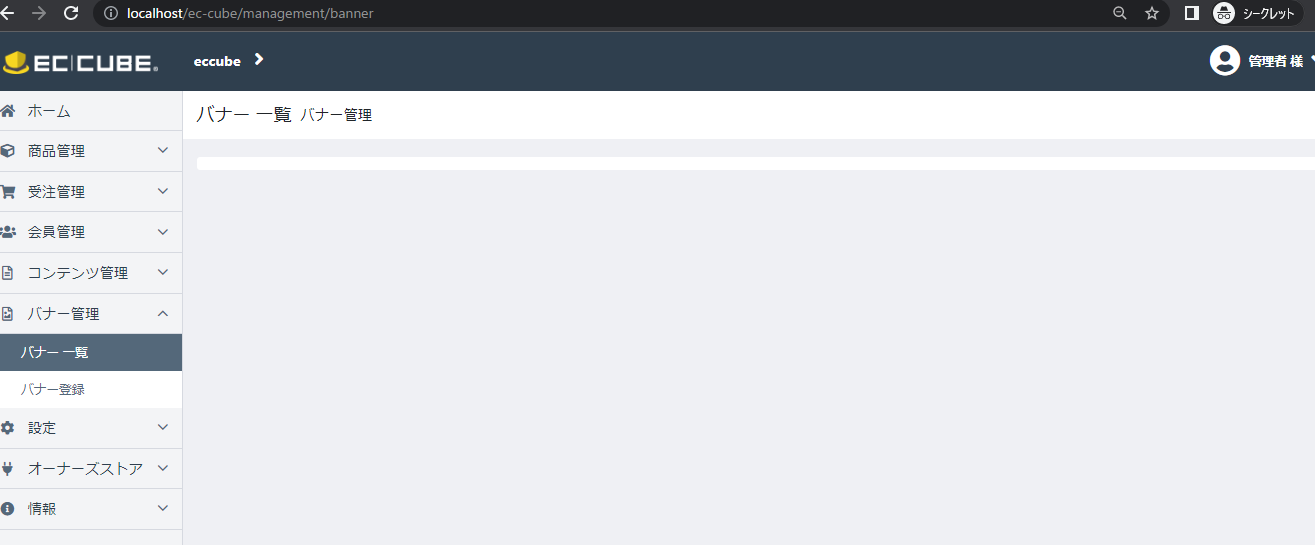 localhost/ec-cube/management/banner
シークレット
EC CUBE®
eccube
管理者 様
ホーム
バナー 一覧 バナー管理
商品管理
受注管理
会員管理
コンテンツ管理
バナー管理
バナー 一覧
バナー登録
設定
オーナーズストア
情報